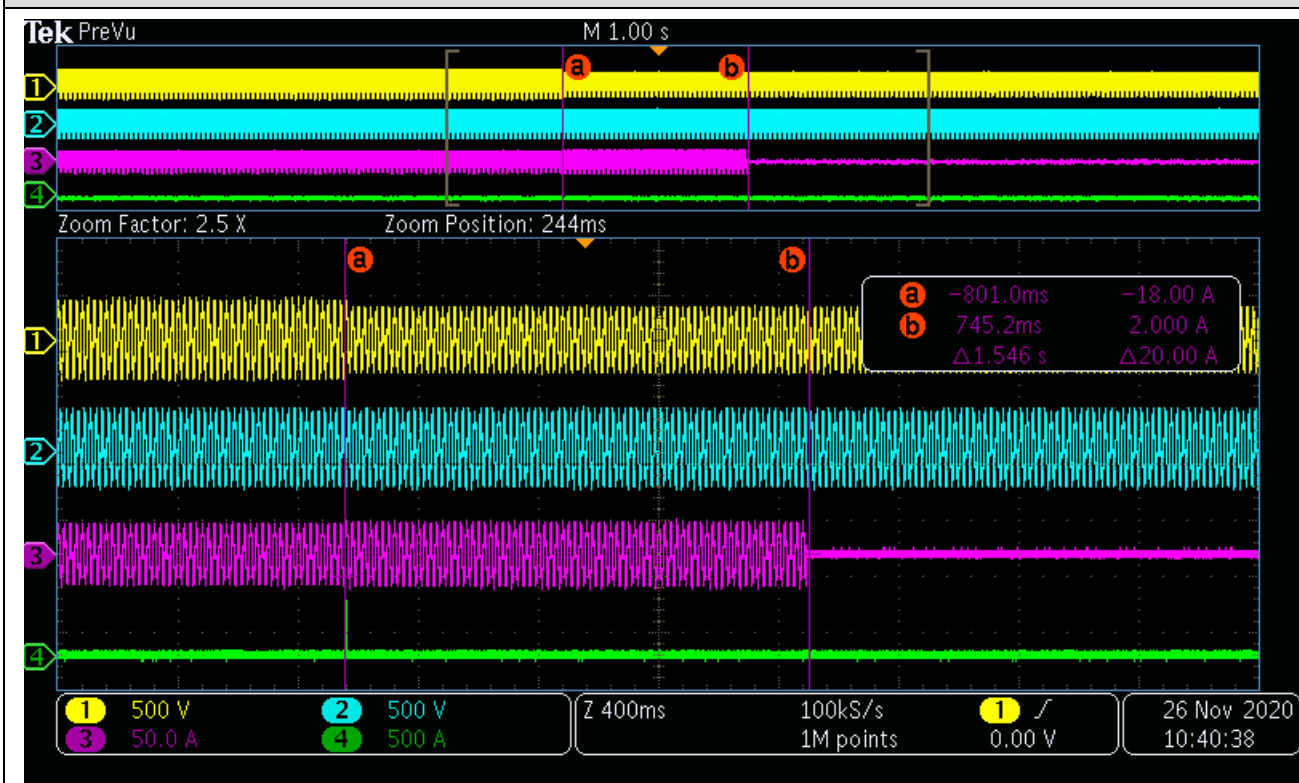 Tek PreVu M 1.00 s
a b
1
2
3
4
Zoom Factor: 2.5 X Zoom Position: 244ms
a b
a -801.0ms -18.00 A
b 745.2ms 2.000 A
△1.546 s △20.00 A
1
2
3
4
1 500 V 2 500 V Z 400ms 100kS/s 1 26 Nov 2020
3 50.0 A 4 500 A 1M points 0.00 V 10:40:38